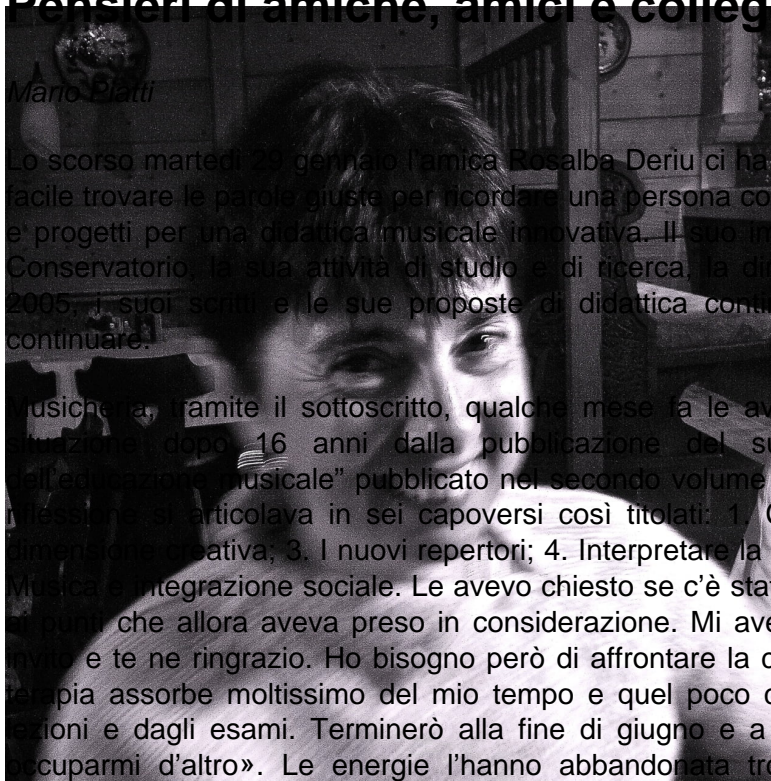 Pensieri di amiche, amici e colleg
Mario Piatti
Lo scorso martedì 29 gennaio l'amica Rosalba Deriu ci ha
facile trovare le parole giuste per ricordare una persona co
e progetti per una didattica musicale innovativa. Il suo im
Conservatorio, la sua attività di studio e di ricerca, la di
2005, i suoi scritti e le sue proposte di didattica conti
continuare.
Musicheria, tramite il sottoscritto, qualche mese fa le av
situazione dopo 16 anni dalla pubblicazione del su
dell'educazione musicale” pubblicato nel secondo volume
riflessione si articolava in sei capoversi così titolati: 1.
dimensione creativa; 3. I nuovi repertori; 4. Interpretare la
Musica e integrazione sociale. Le avevo chiesto se c’è sta
ai punti che allora aveva preso in considerazione. Mi ave
invito e te ne ringrazio. Ho bisogno però di affrontare la
terapia assorbe moltissimo del mio tempo e quel poco
lezioni e dagli esami. Terminerò alla fine di giugno e a
occuparmi d’altro». Le energie l’hanno abbandonata tro